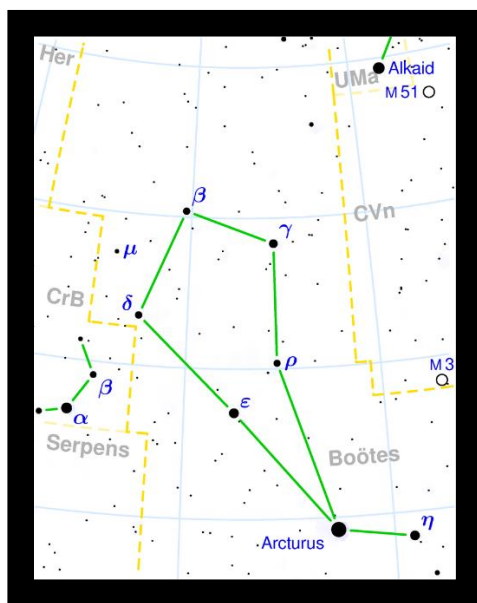 Her
UMa
Alkaid
M 51
β
CVn
γ
μ
CrB
δ
M 3
ρ
β
ε
α
Serpens
Boötes
Arcturus
η